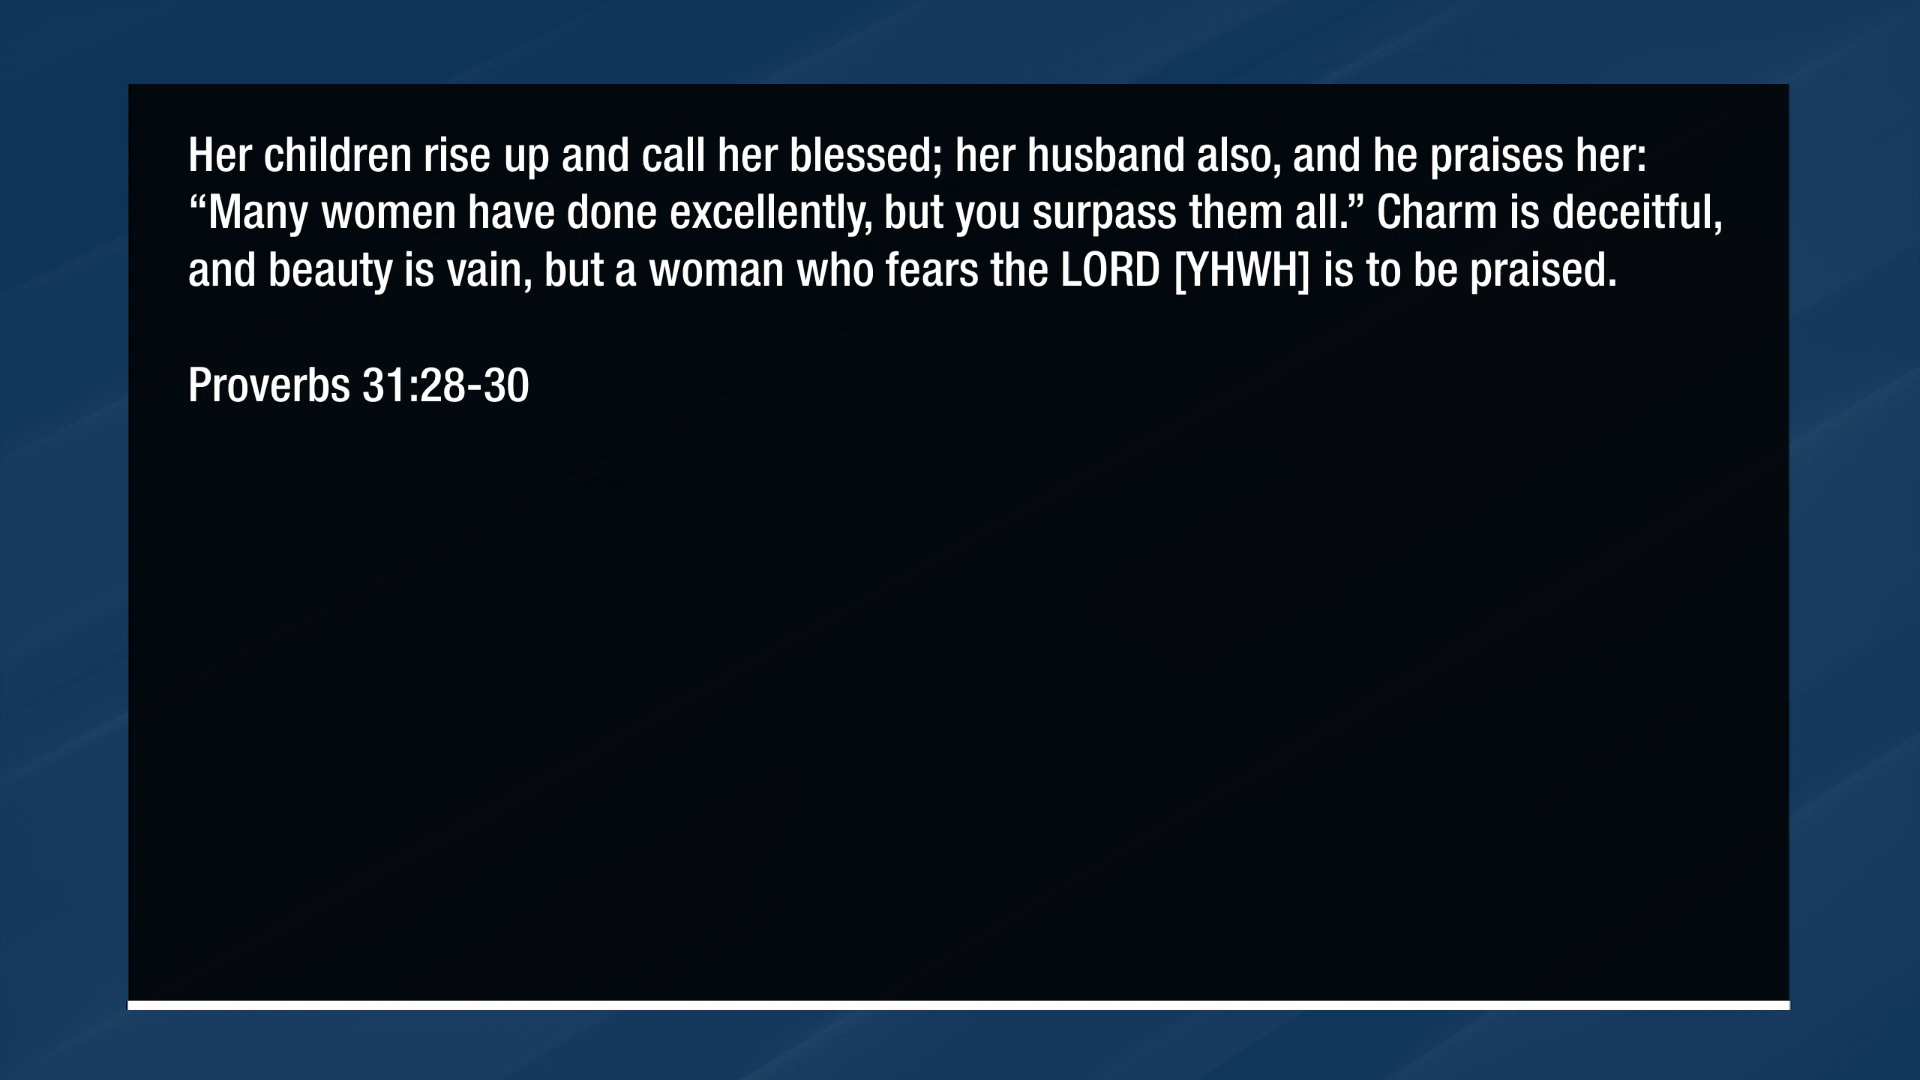 Her children rise up and call her blessed; her husband also, and he praises her:
“Many women have done excellently, but you surpass them all.” Charm is deceitful,
and beauty is vain, but a woman who fears the LORD [YHWH] is to be praised.
Proverbs 31:28-30